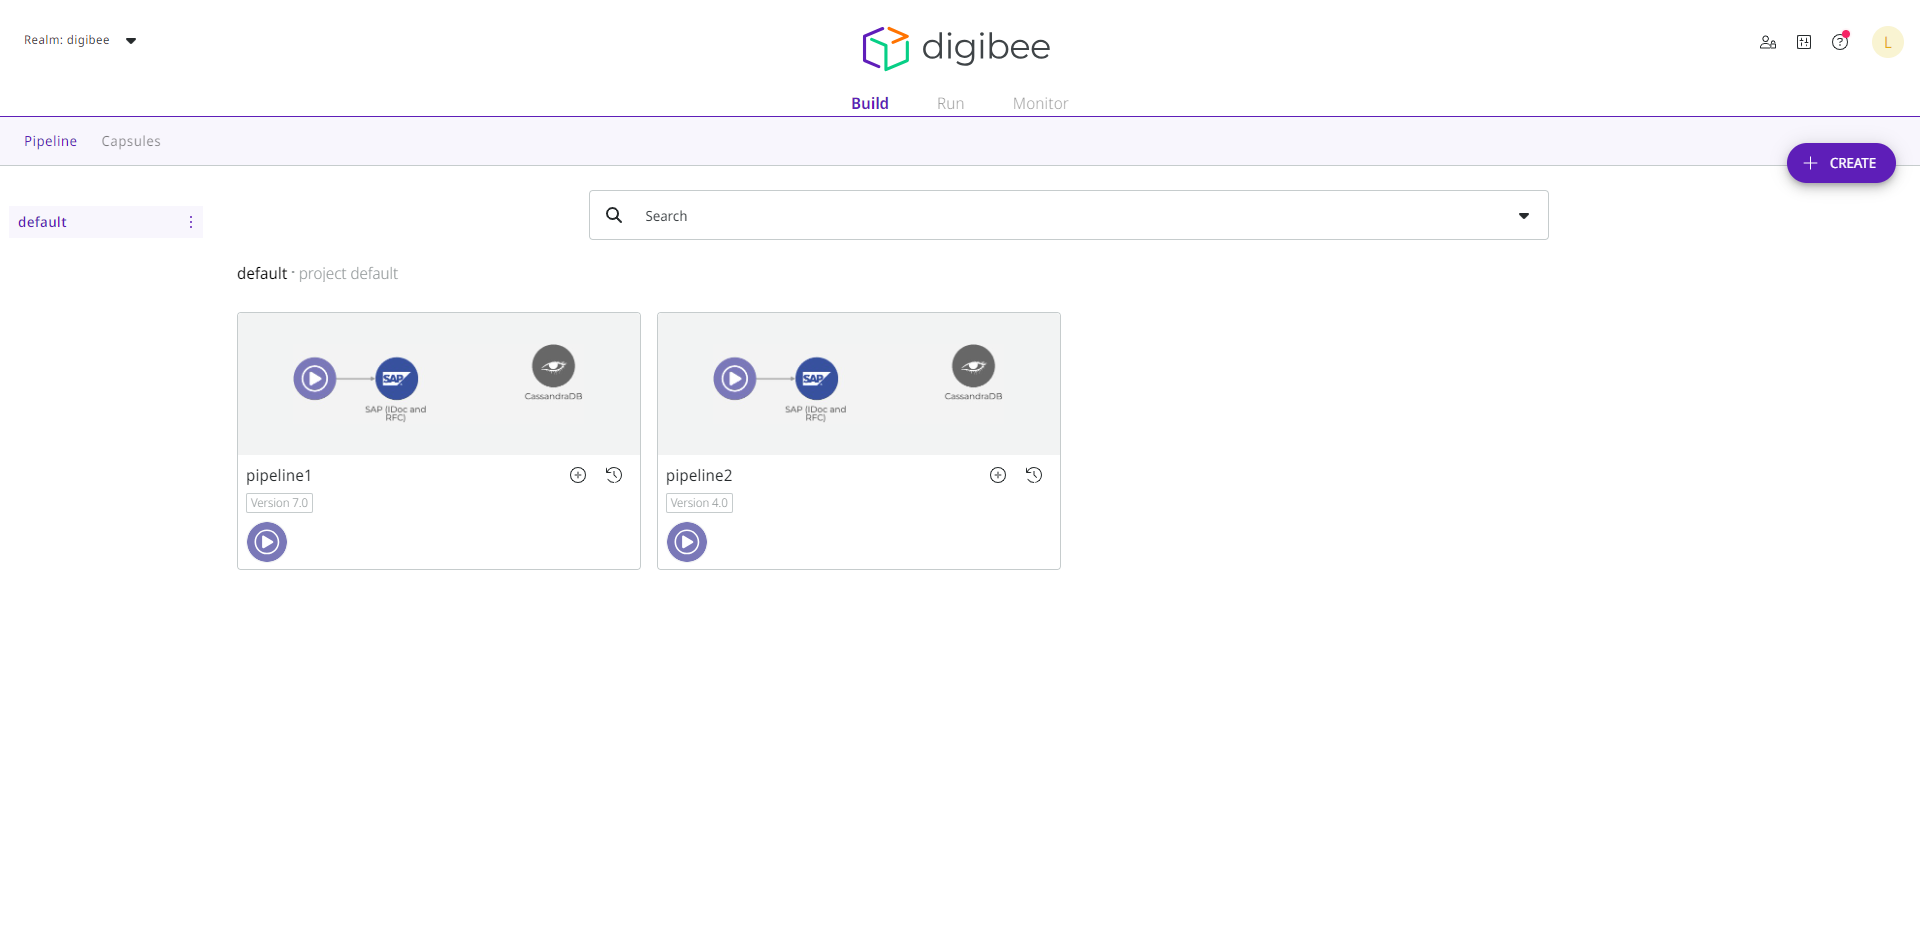 Realm: digibee
digibee
L
Build Run Monitor
Pipeline Capsules
CREATE
default
Search
default - project default
SAP
SAP (IDoc and
RFC)
CassandraDB
SAP
SAP (IDoc and
RFC)
CassandraDB
pipeline1
Version 7.0
pipeline2
Version 4.0